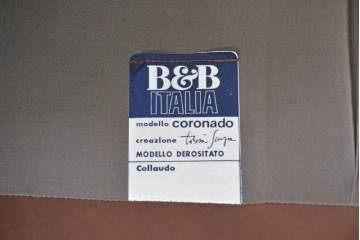 B&B
ITALIA
modello coronado
creazione Tobia Scarpa
MODELLO DEROSITATO
Collaudo